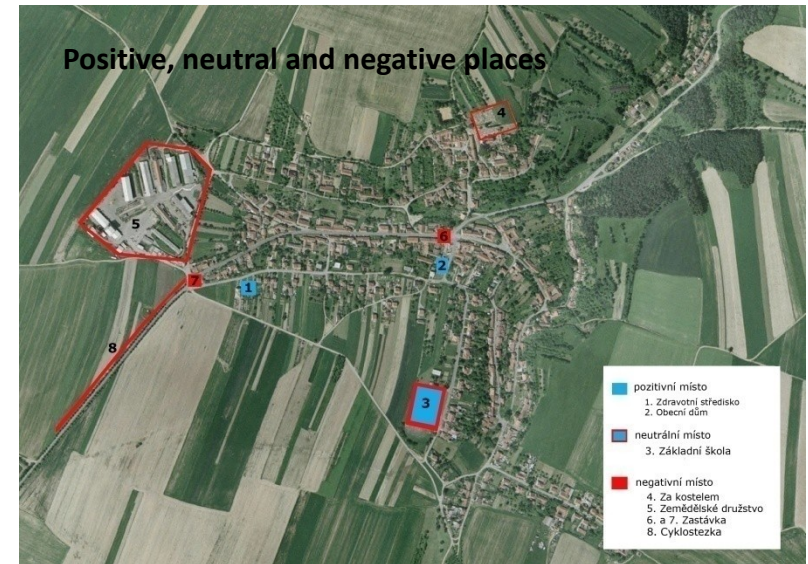 Positive, neutral and negative places
4
5
6
2
7
1
8
3
pozitivní místo
1. Zdravotní středisko
2. Obecní dům
neutrální místo
3. Základní škola
negativní místo
4. Za kostelem
5. Zemědělské družstvo
6. a 7. Zastávka
8. Cyklostezka